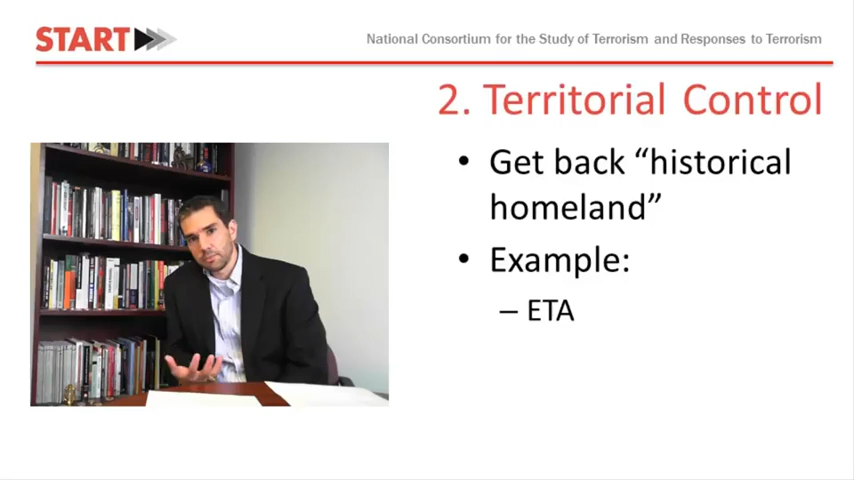 START
National Consortium for the Study of Terrorism and Responses to Terrorism
2. Territorial Control
• Get back “historical
homeland”
• Example:
– ETA